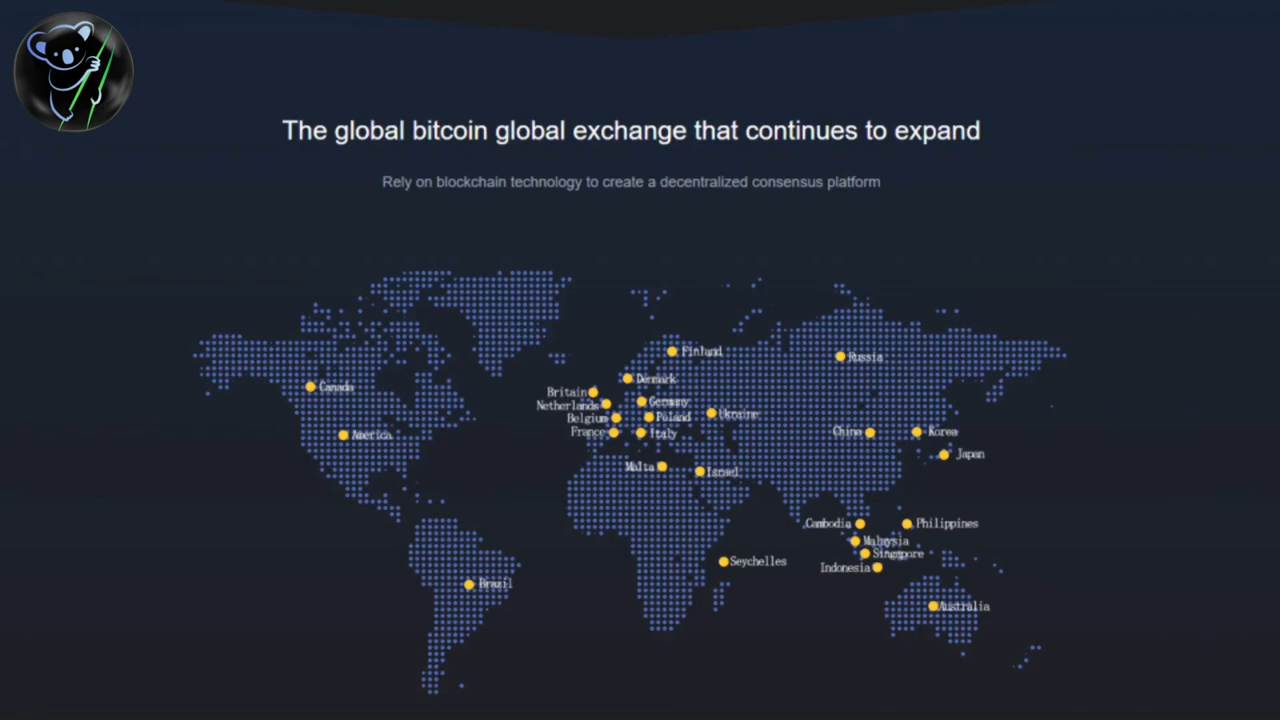 The global bitcoin global exchange that continues to expand
Rely on blockchain technology to create a decentralized consensus platform
Finland
Russia
Denmark
Canada
Britain
Germany
Netherlands
Belgium
Poland
Ukraine
America
France
Italy
China
Korea
Japan
Malta
Israel
Cambodia
Philippines
Malaysia
Singapore
Seychelles
Indonesia
Brazil
Australia